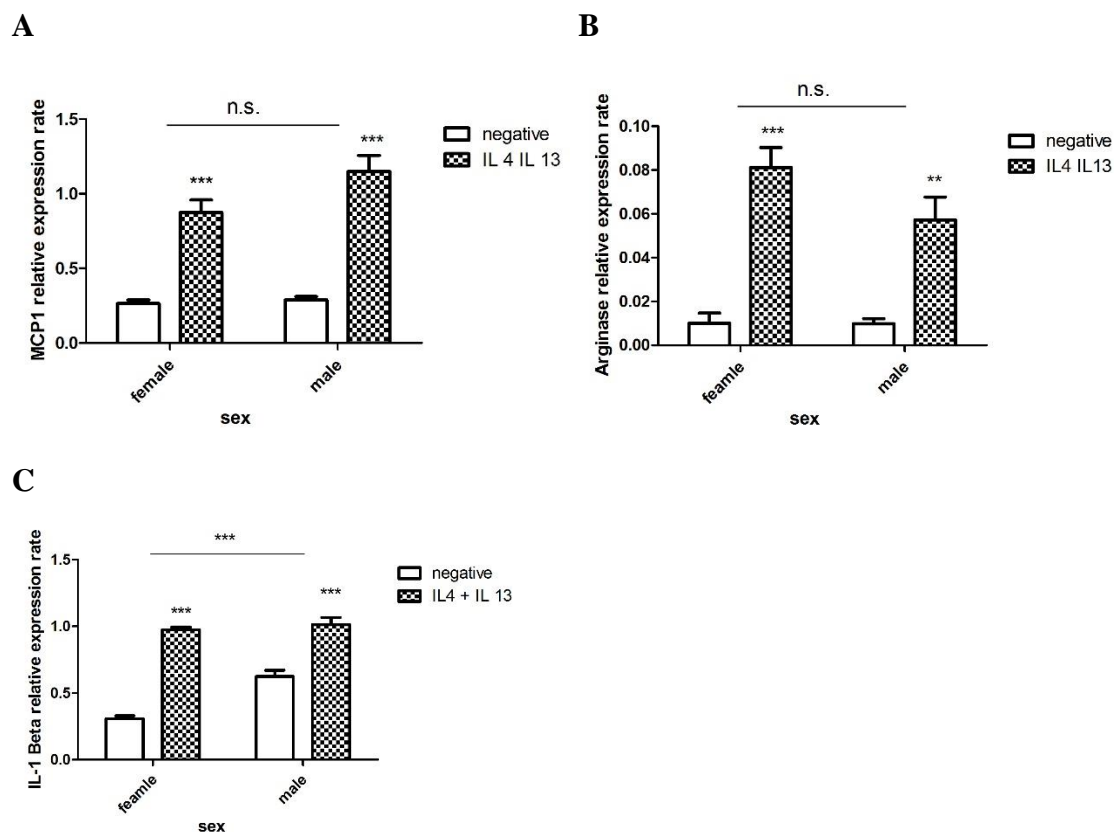 A
MCP1 relative expression rate
n.s.
1.5
1.0
0.5
0.0
***
***
female
male
sex
negative
IL 4 IL 13
B
Arginase relative expression rate
n.s.
0.10
0.08
0.06
0.04
0.02
0.00
***
**
feamle
male
sex
negative
IL4 IL13
C
IL-1 Beta relative expression rate
***
1.5
1.0
0.5
0.0
***
***
feamle
male
sex
negative
IL4 + IL 13